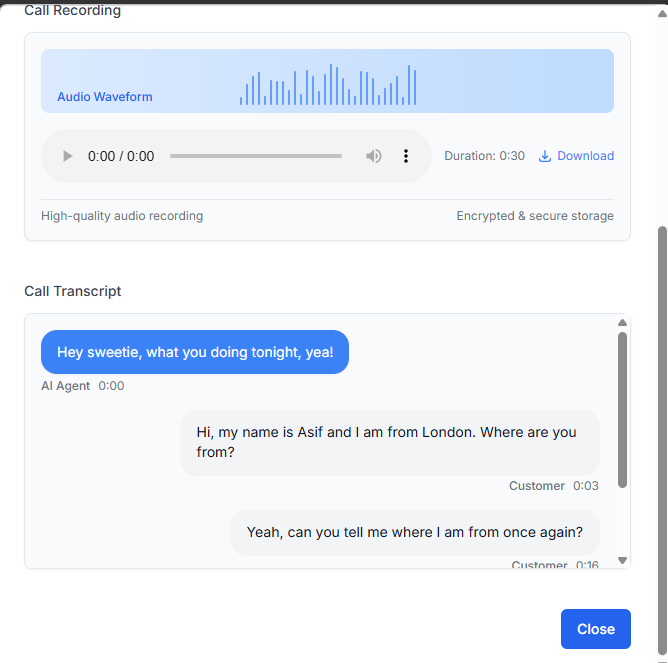 Call Recording
Audio Waveform
0:00 / 0:00
Duration: 0:30
Download
High-quality audio recording
Encrypted & secure storage
Call Transcript
Hey sweetie, what you doing tonight, yea!
AI Agent 0:00
Hi, my name is Asif and I am from London. Where are you
from?
Customer 0:03
Yeah, can you tell me where I am from once again?
Customer 0:16
Close